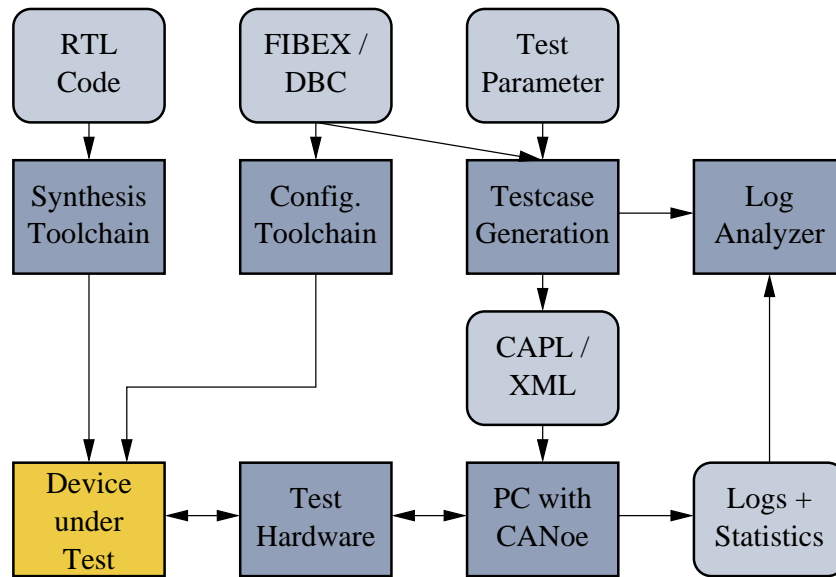 RTL
Code
FIBEX /
DBC
Test
Parameter
Synthesis
Toolchain
Config.
Toolchain
Testcase
Generation
Log
Analyzer
CAPL /
XML
Device
under
Test
Test
Hardware
PC with
CANoe
Logs +
Statistics